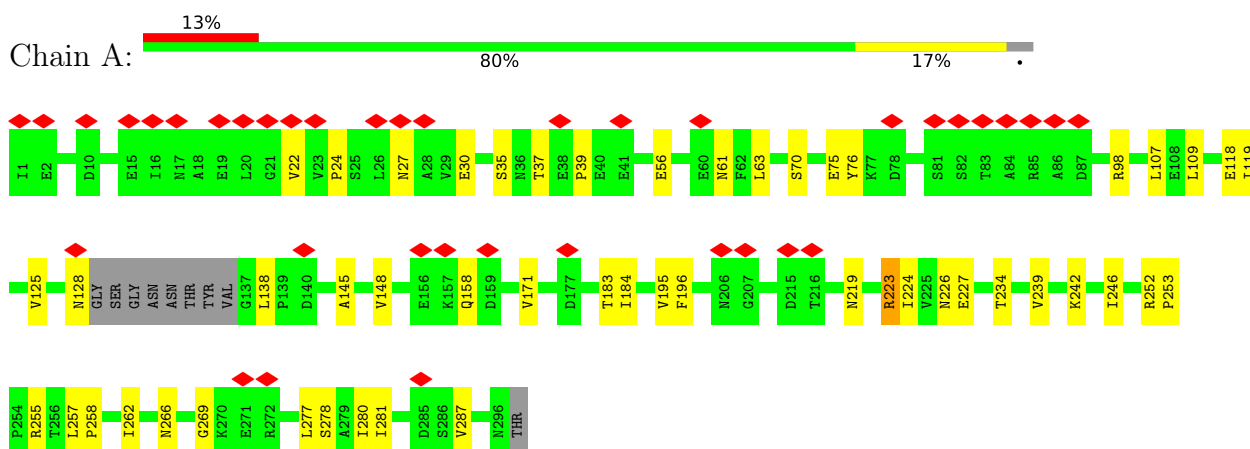 13%
Chain A:
80% 17% •
I1 E2 D10 E15 I16 N17 A18 E19 L20 G21 V22 V23 P24 S25 L26 N27 A28 V29 E30 S35 N36 T37 E38 P39 E40 E41 E56 E60 N61 F62 L63 S70 E75 Y76 K77 D78 S81 S82 T83 A84 R85 A86 D87 R98 L107 E108 L109 E118 I119
V125 N128 GLY SER GLY ASN ASN THR TYR VAL G137 L138 P139 D140 A145 V148 E156 K157 Q158 D159 V171 D177 T183 I184 V195 F196 N206 G207 D215 T216 N219 R223 I224 V225 N226 E227 T234 V239 K242 I246 R252 P253
P254 R255 T256 L257 P258 I262 N266 G269 K270 E271 R272 L277 S278 A279 I280 I281 D285 S286 V287 N296 THR